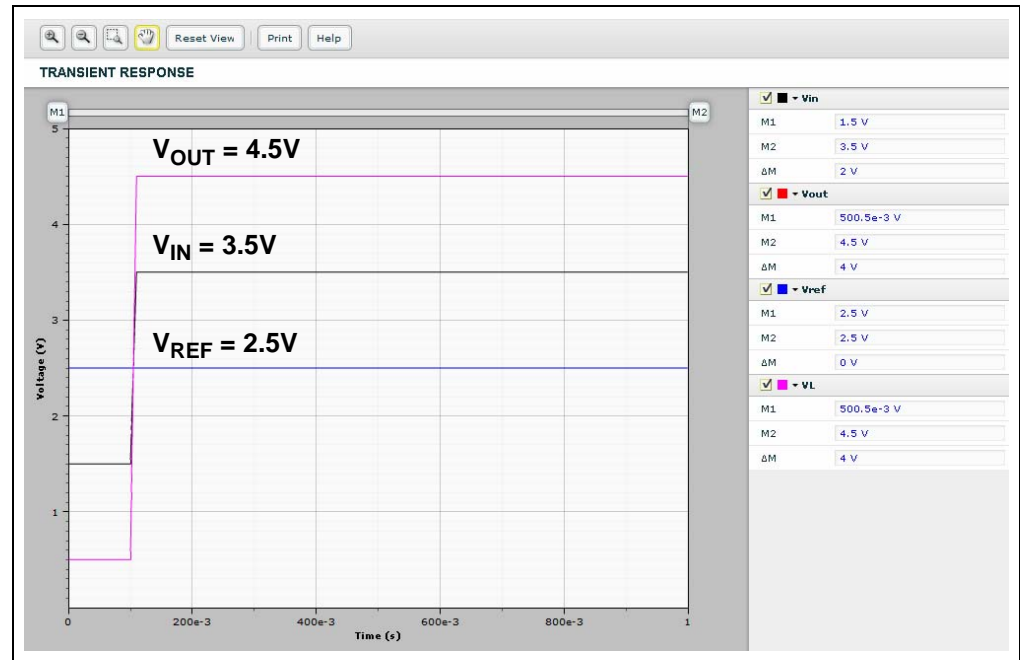 Reset View Print Help
TRANSIENT RESPONSE
M1
M2
5
4
3
2
1
Voltage (V)
V_OUT = 4.5V
V_IN = 3.5V
V_REF = 2.5V
0 200e-3 400e-3 600e-3 800e-3 1
Time (s)
Vin
M1 1.5 V
M2 3.5 V
ΔM 2 V
Vout
M1 500.5e-3 V
M2 4.5 V
ΔM 4 V
Vref
M1 2.5 V
M2 2.5 V
ΔM 0 V
VL
M1 500.5e-3 V
M2 4.5 V
ΔM 4 V